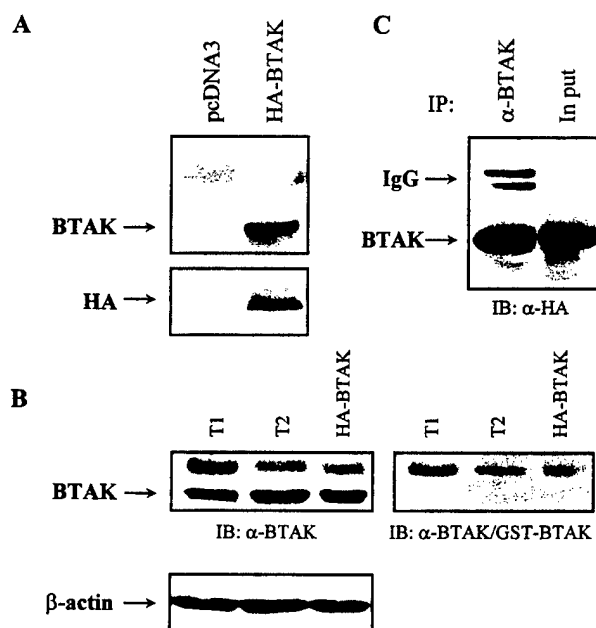 A
pcDNA3
HA-BTAK
BTAK
HA
C
IP:
α-BTAK
In put
IgG
BTAK
IB: α-HA
B
T1
T2
HA-BTAK
T1
T2
HA-BTAK
BTAK
IB: α-BTAK
IB: α-BTAK/GST-BTAK
β-actin